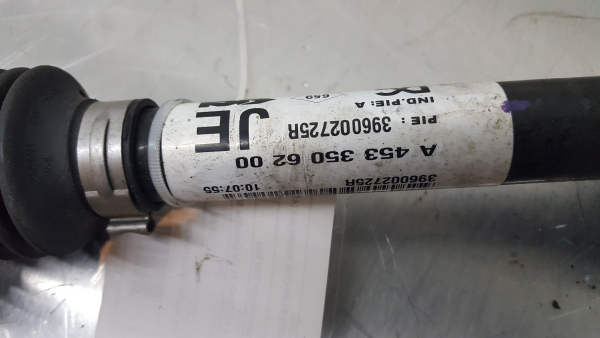 10:07:55
396002725R
A 453 350 62 00
PIE : 396002725R
JE
IND.PIE: A